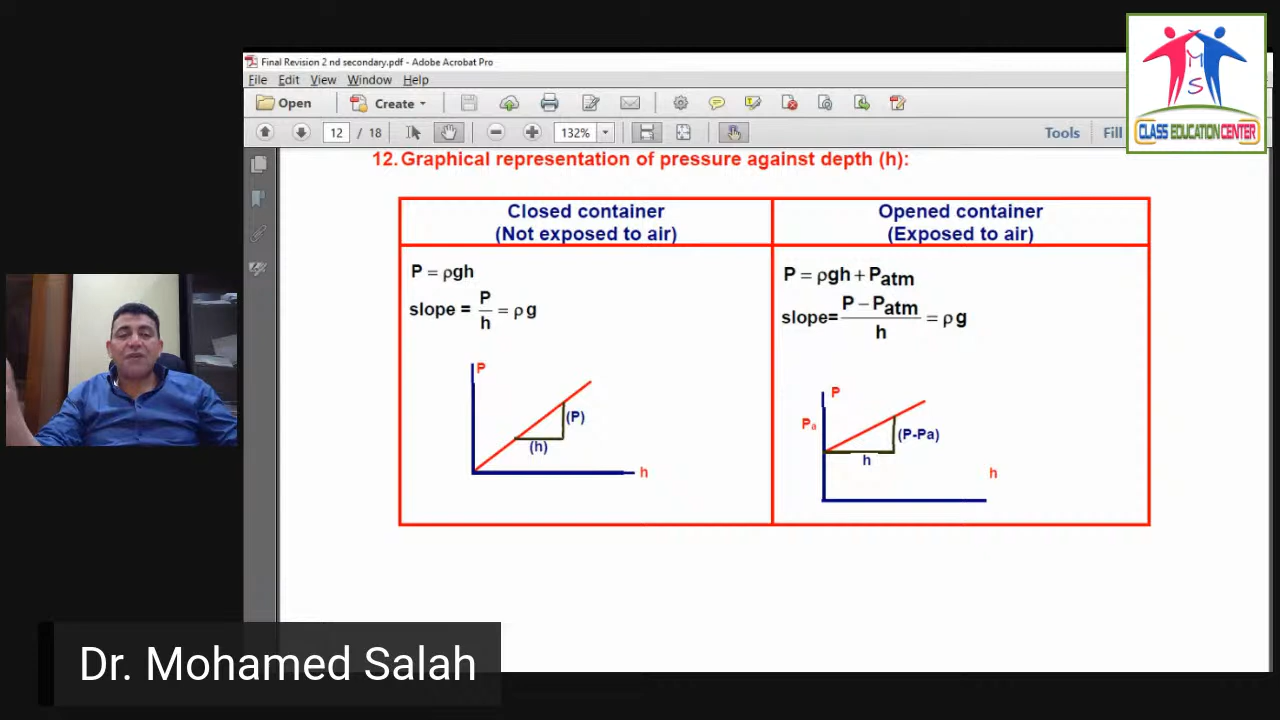 Final Revision 2 nd secondary.pdf - Adobe Acrobat Pro
File Edit View Window Help
Open Create
12 / 18 132% Tools Fill
M
S
CLASS EDUCATION CENTER
12. Graphical representation of pressure against depth (h):
Closed container
(Not exposed to air)
P = ρgh
slope = P/h = ρ g
P
(P)
(h)
h
Opened container
(Exposed to air)
P = ρgh + Patm
slope= P − Patm/h = ρ g
P
Pa
(P-Pa)
h
h
Dr. Mohamed Salah